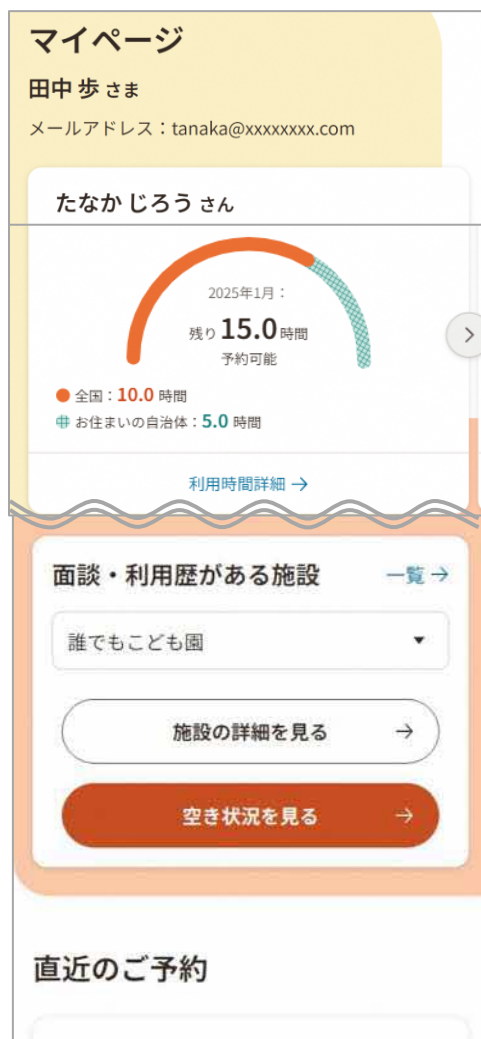 マイページ
田中 歩 さま
メールアドレス：tanaka@xxxxxxxx.com
たなか じろう さん
2025年1月：
残り 15.0 時間
予約可能
全国：10.0 時間
お住まいの自治体：5.0 時間
利用時間詳細 →
面談・利用歴がある施設 一覧 →
誰でもこども園
施設の詳細を見る →
空き状況を見る →
直近のご予約